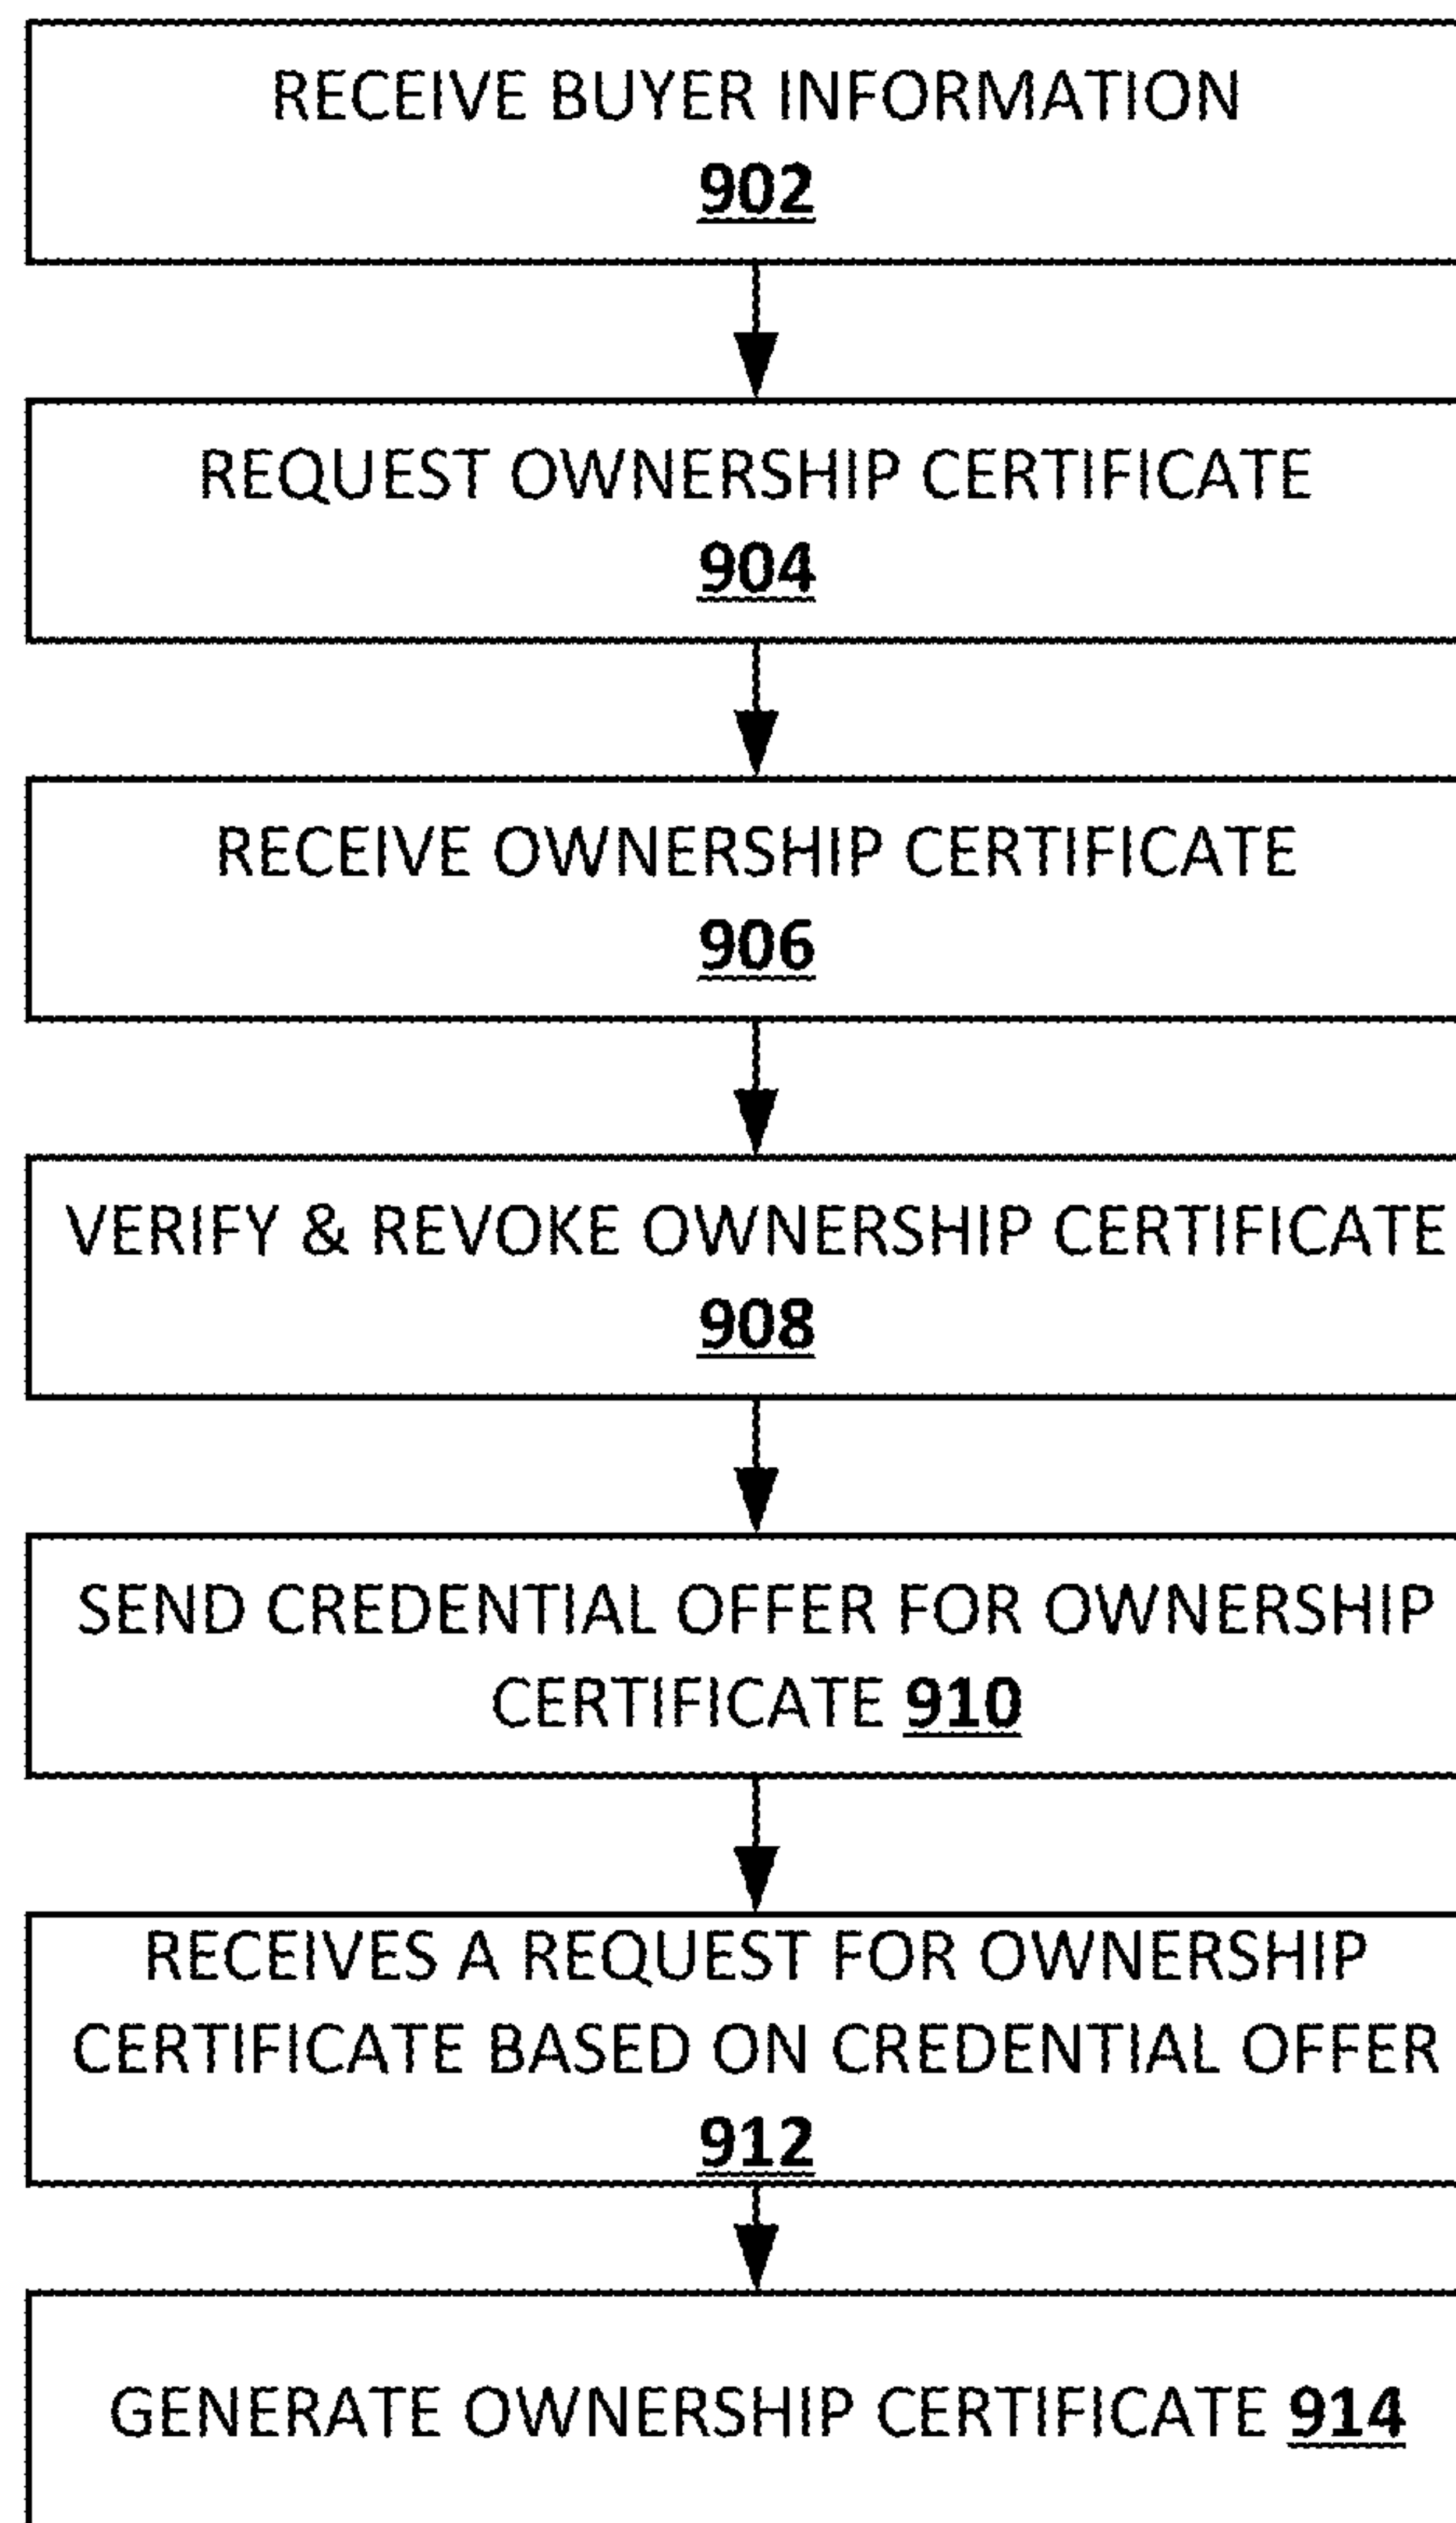 RECEIVE BUYER INFORMATION
902
REQUEST OWNERSHIP CERTIFICATE
904
RECEIVE OWNERSHIP CERTIFICATE
906
VERIFY & REVOKE OWNERSHIP CERTIFICATE
908
SEND CREDENTIAL OFFER FOR OWNERSHIP
CERTIFICATE 910
RECEIVES A REQUEST FOR OWNERSHIP
CERTIFICATE BASED ON CREDENTIAL OFFER
912
GENERATE OWNERSHIP CERTIFICATE 914